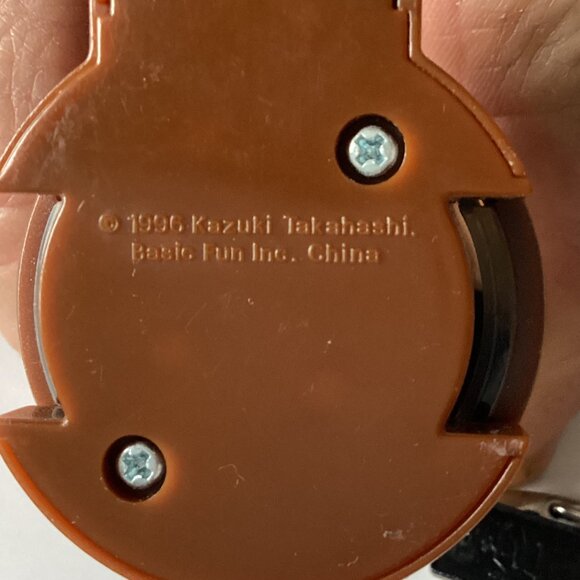 © 1996 Kazuki Takahashi.
Basic Fun Inc. China